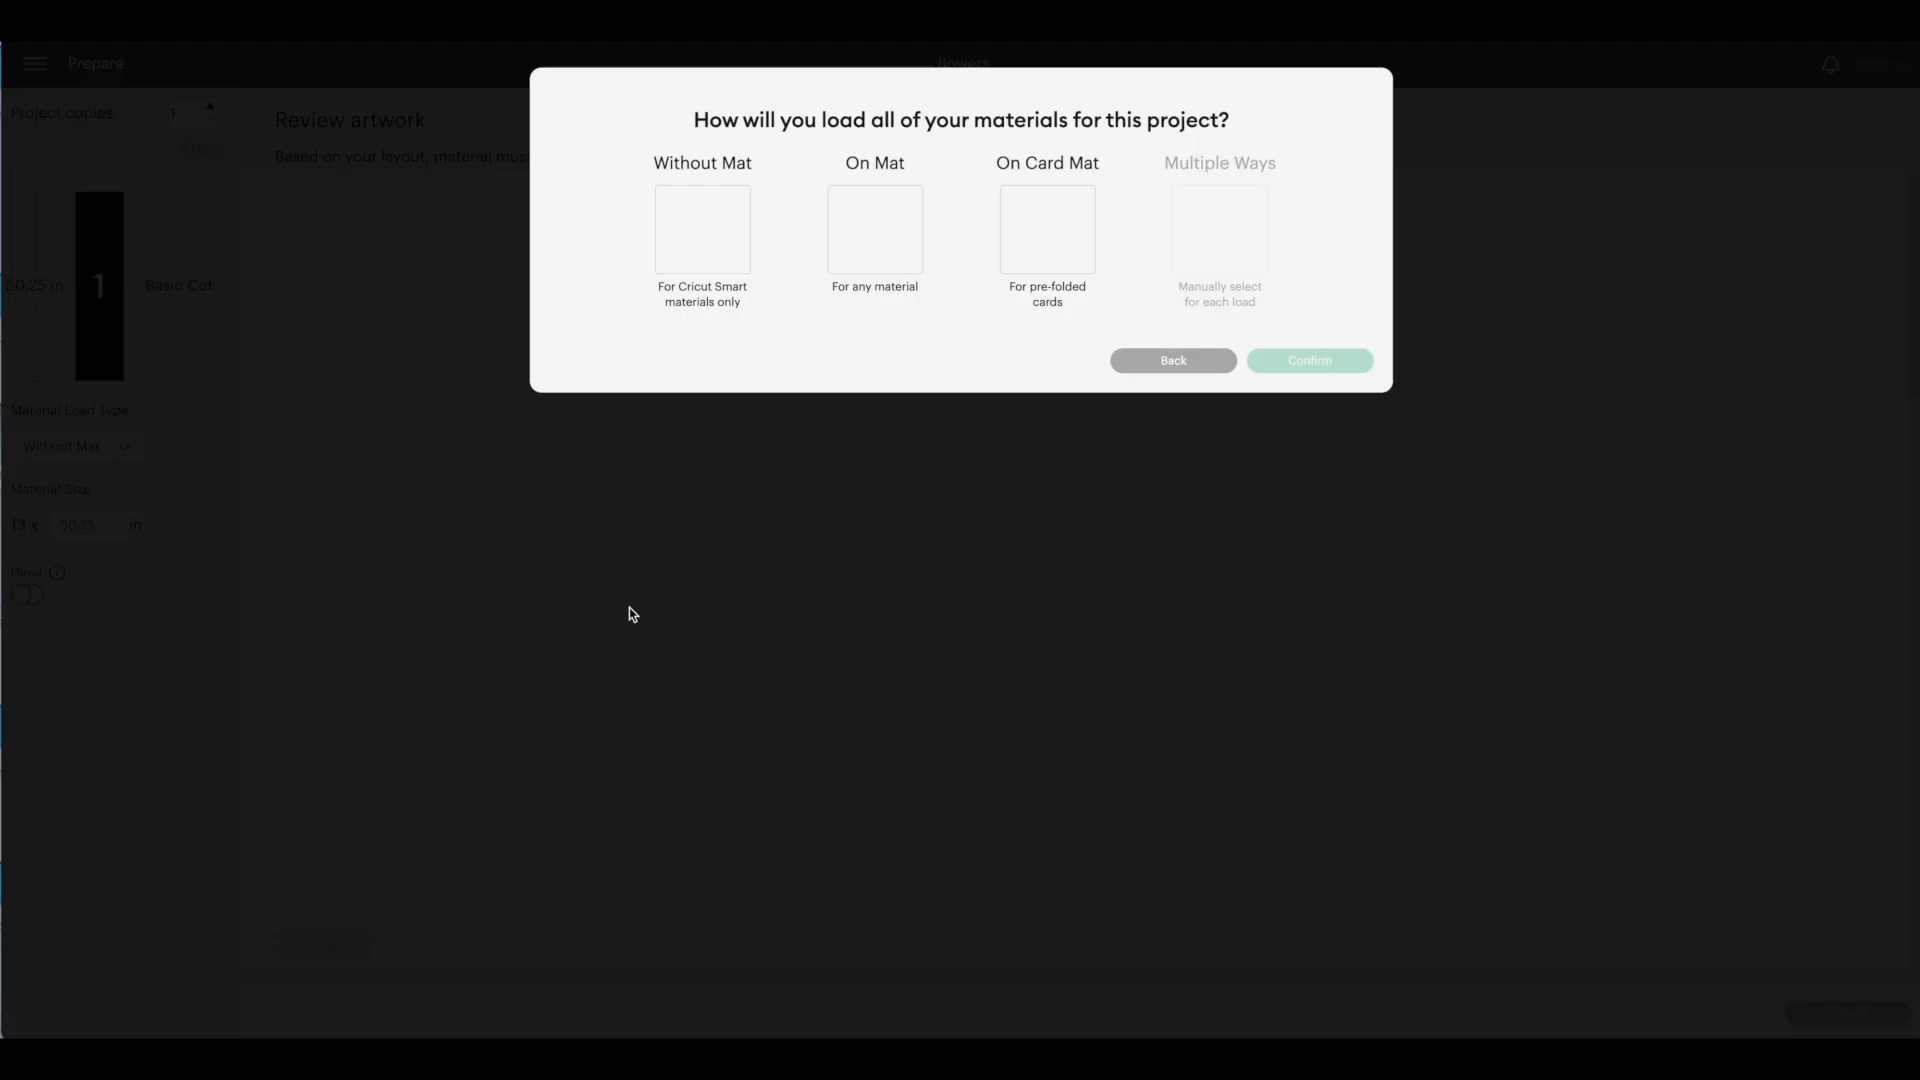 Prepare
flowers
Project copies:
1
Apply
Review artwork
Based on your layout, material mus
How will you load all of your materials for this project?
Without Mat
On Mat
On Card Mat
Multiple Ways
For Cricut Smart
materials only
For any material
For pre-folded
cards
Manually select
for each load
Back
Confirm
50.25 in
1
Basic Cut
Material Load Type
Without Mat
Material Size
13 x 50.25 in
Mirror